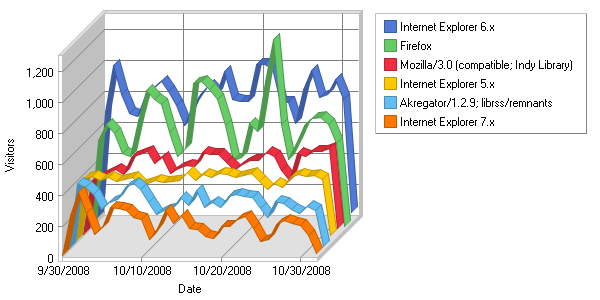 Internet Explorer 6.x
Firefox
Mozilla/3.0 (compatible; Indy Library)
Internet Explorer 5.x
Akregator/1.2.9; librss/remnants
Internet Explorer 7.x
1,200
1,000
800
600
400
200
0
Visitors
9/30/2008 10/10/2008 10/20/2008 10/30/2008
Date